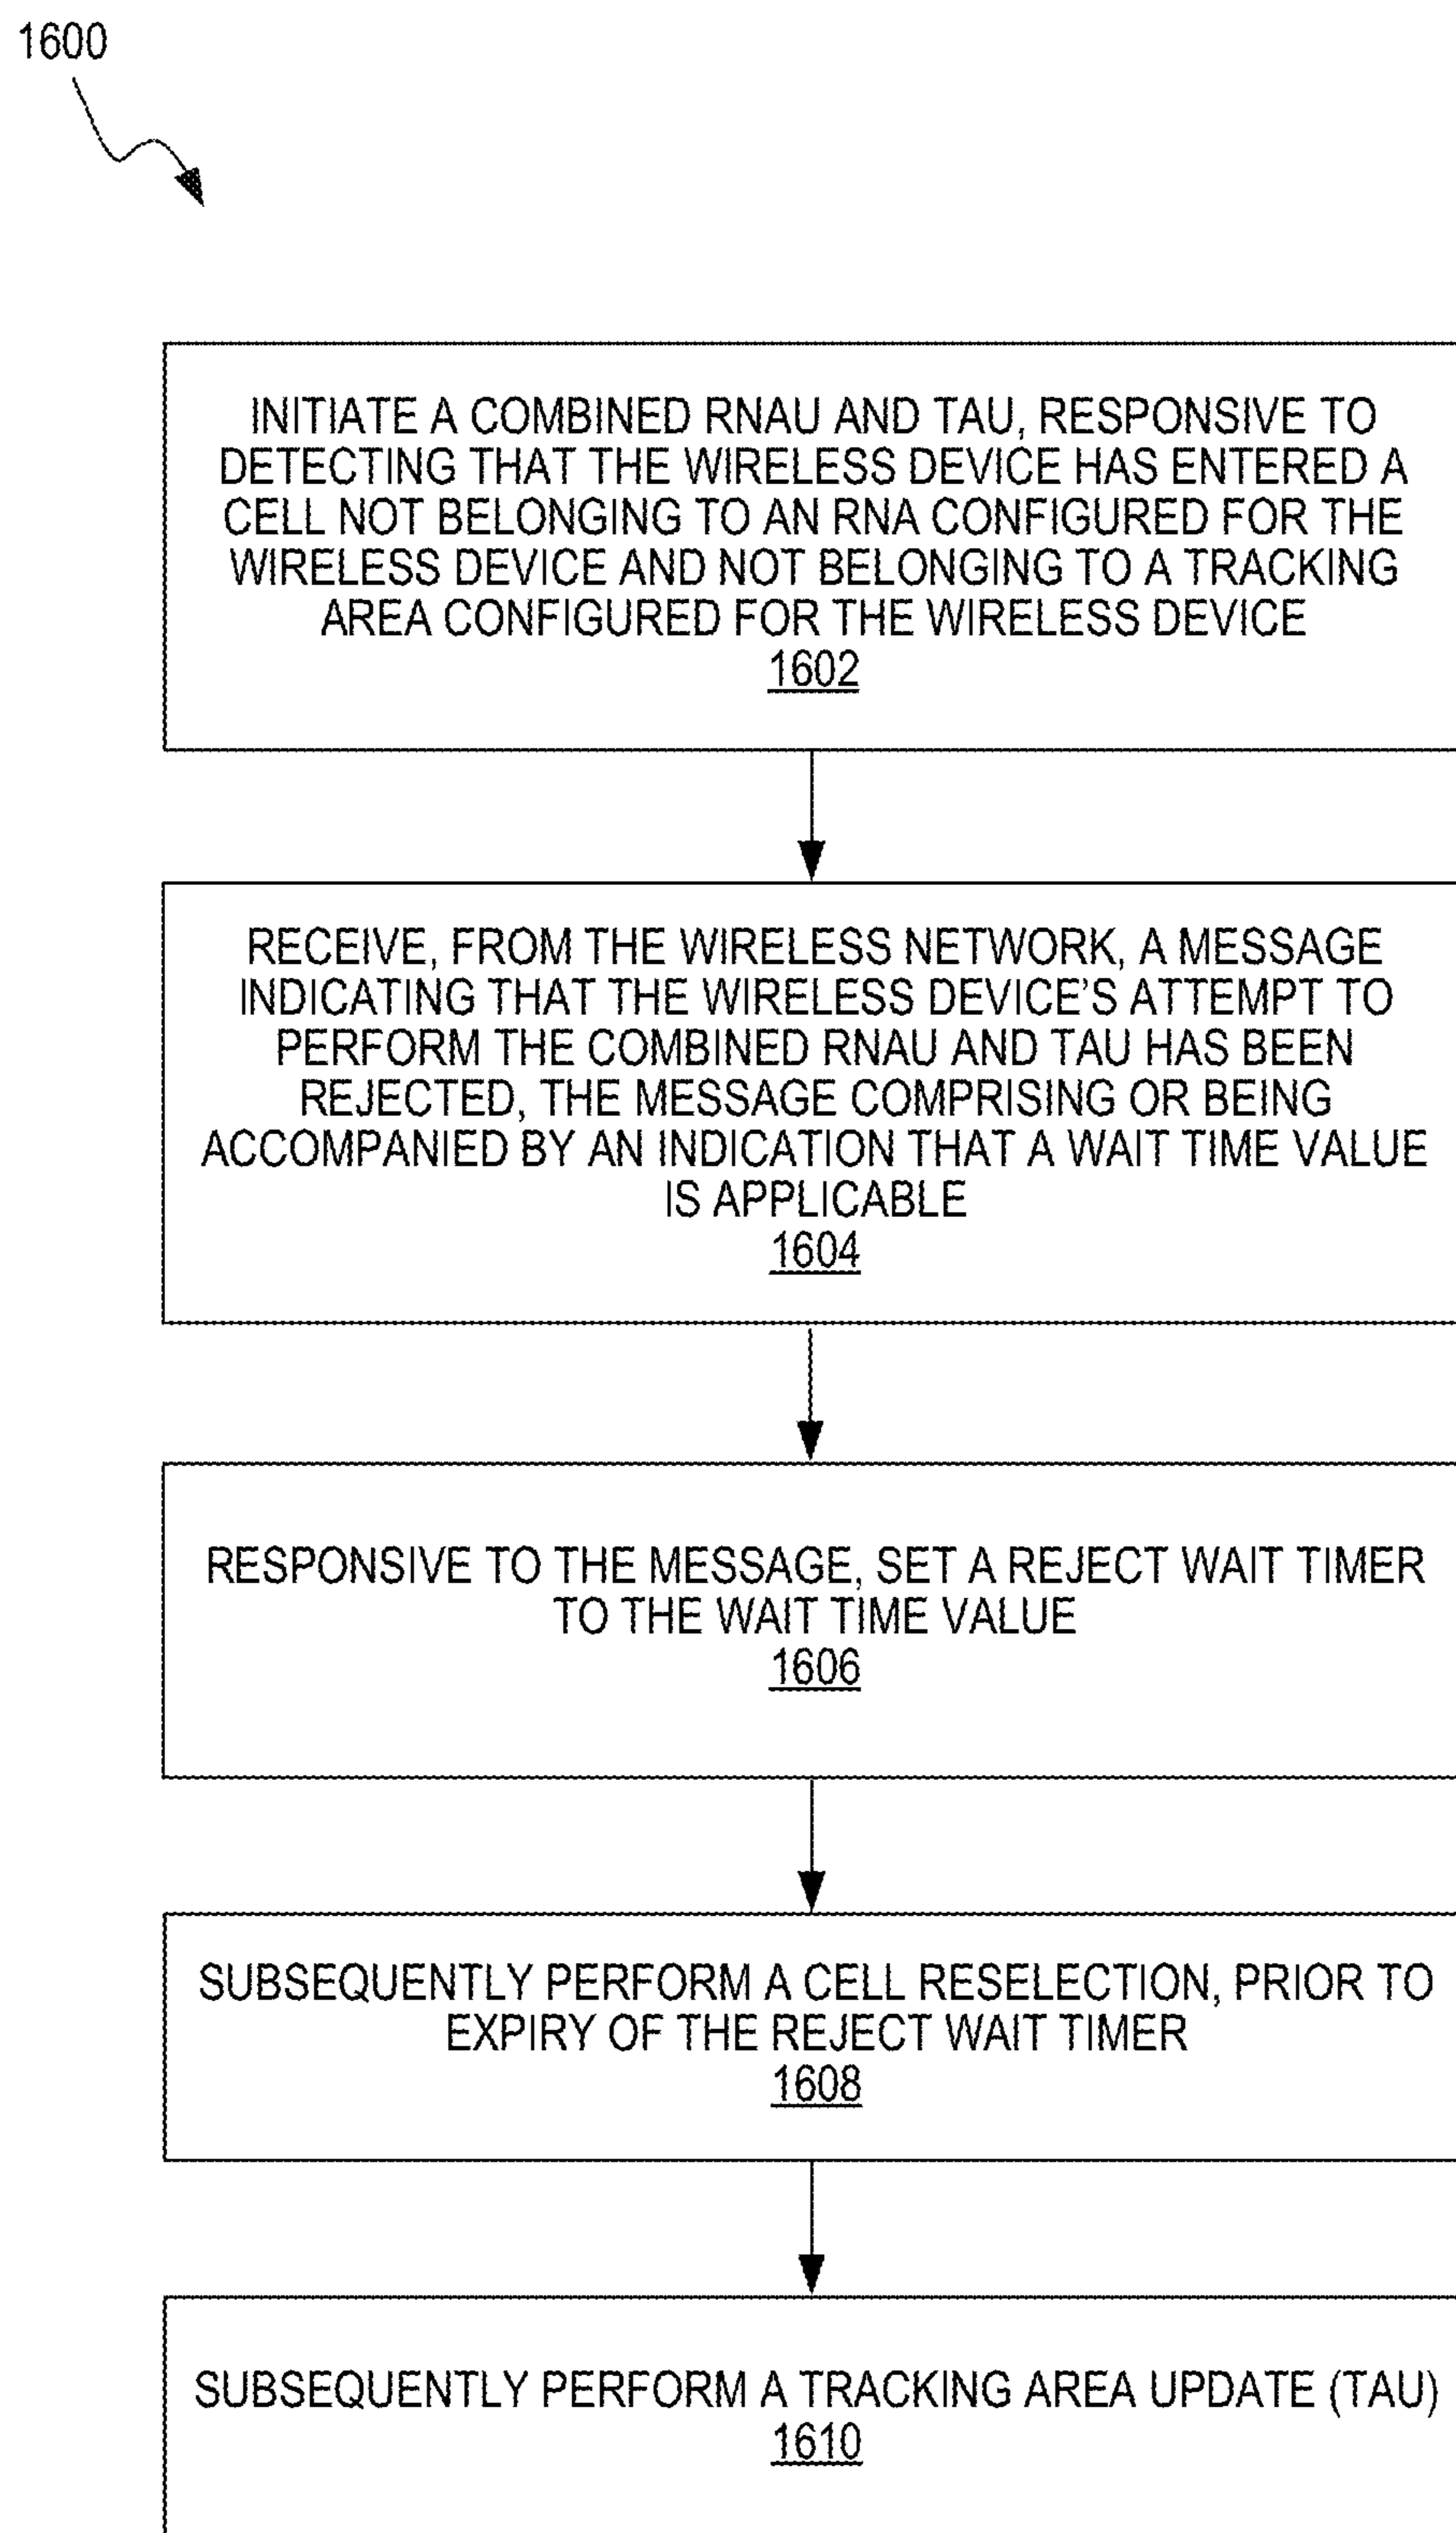 1600
INITIATE A COMBINED RNAU AND TAU, RESPONSIVE TO
DETECTING THAT THE WIRELESS DEVICE HAS ENTERED A
CELL NOT BELONGING TO AN RNA CONFIGURED FOR THE
WIRELESS DEVICE AND NOT BELONGING TO A TRACKING
AREA CONFIGURED FOR THE WIRELESS DEVICE
1602
RECEIVE, FROM THE WIRELESS NETWORK, A MESSAGE
INDICATING THAT THE WIRELESS DEVICE'S ATTEMPT TO
PERFORM THE COMBINED RNAU AND TAU HAS BEEN
REJECTED, THE MESSAGE COMPRISING OR BEING
ACCOMPANIED BY AN INDICATION THAT A WAIT TIME VALUE
IS APPLICABLE
1604
RESPONSIVE TO THE MESSAGE, SET A REJECT WAIT TIMER
TO THE WAIT TIME VALUE
1606
SUBSEQUENTLY PERFORM A CELL RESELECTION, PRIOR TO
EXPIRY OF THE REJECT WAIT TIMER
1608
SUBSEQUENTLY PERFORM A TRACKING AREA UPDATE (TAU)
1610